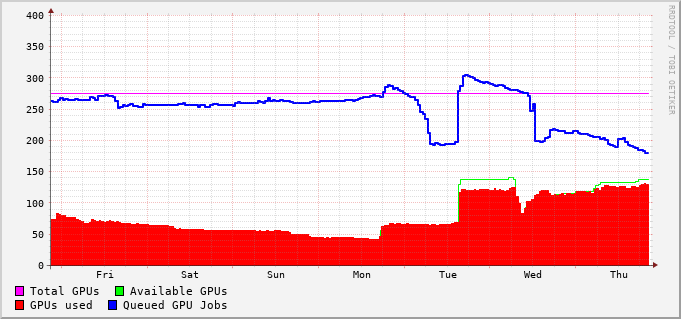 400
350
300
250
200
150
100
50
0
Fri Sat Sun Mon Tue Wed Thu
Total GPUs Available GPUs
GPUs used Queued GPU Jobs
RRDTOOL / TOBI OETIKER